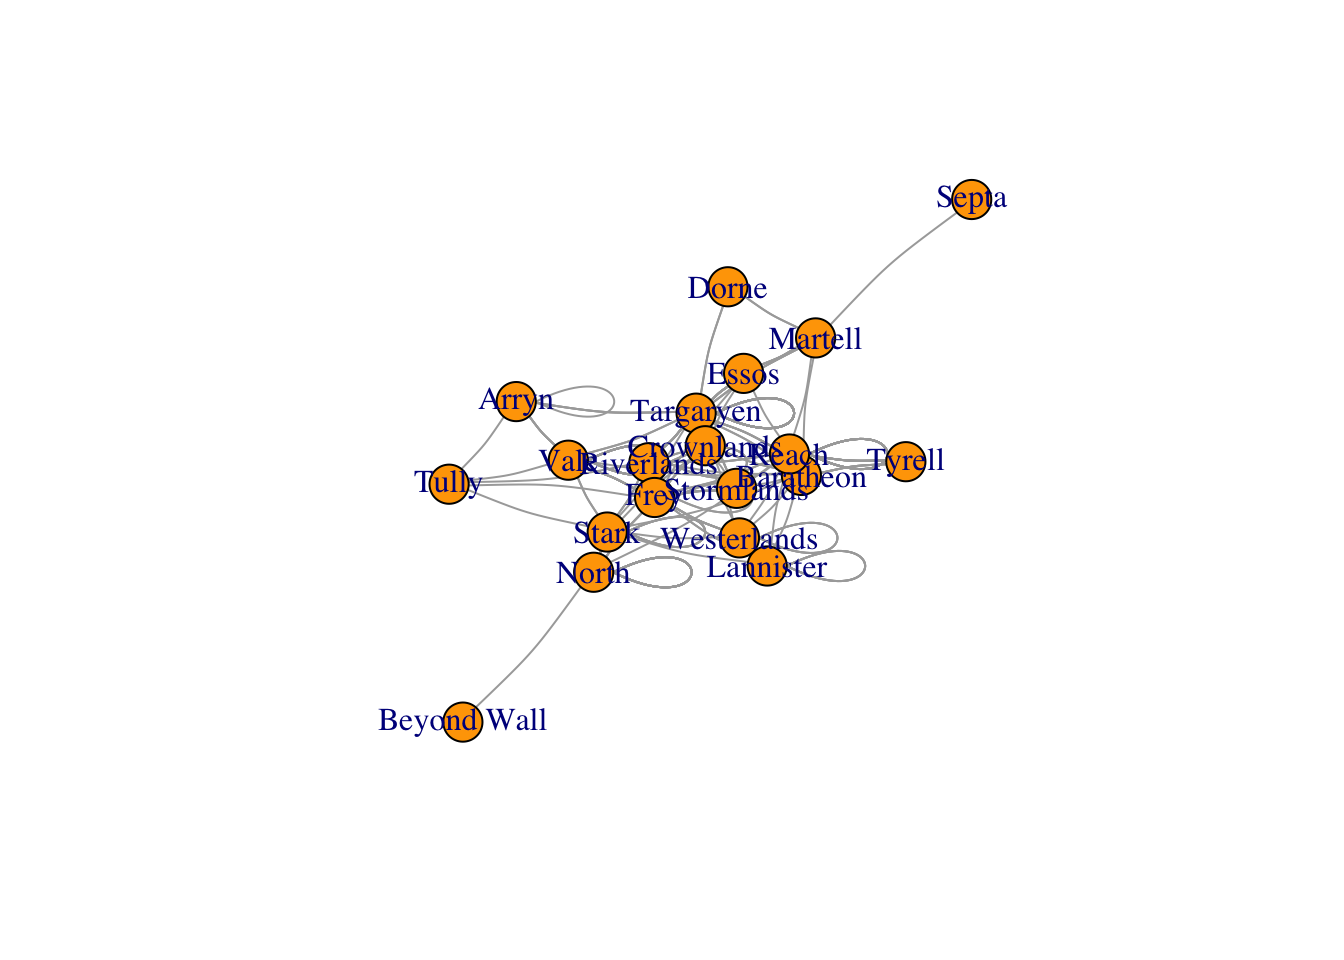 Septa
Dorne
Martell
Essos
Arryn
Targaryen
Crownlands
Reach
Tyrell
Vale
Riverlands
Baratheon
Tully
Frey
Stormlands
Stark
Westerlands
Lannister
North
Beyond Wall